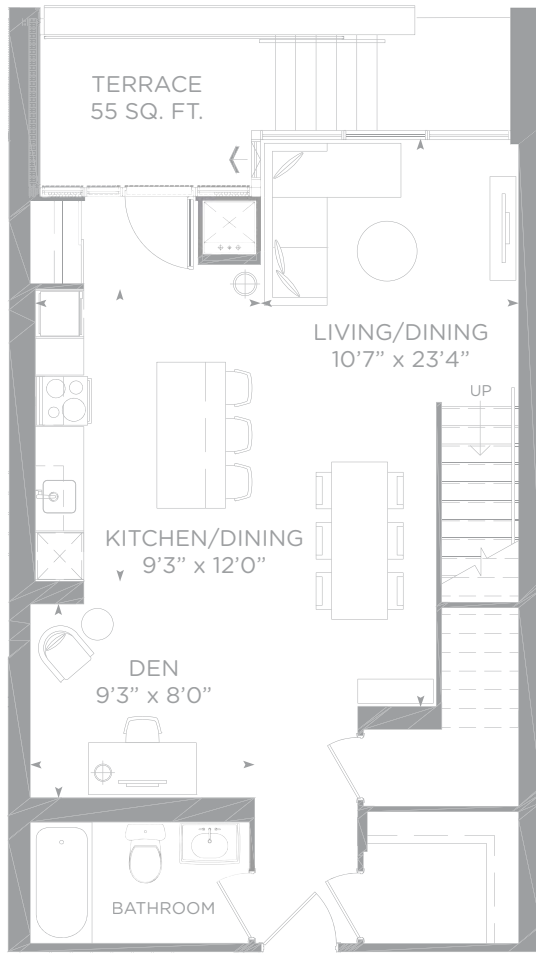 TERRACE
55 SQ. FT.
LIVING/DINING
10’7” x 23’4”
UP
KITCHEN/DINING
9’3” x 12’0”
DEN
9’3” x 8’0”
BATHROOM